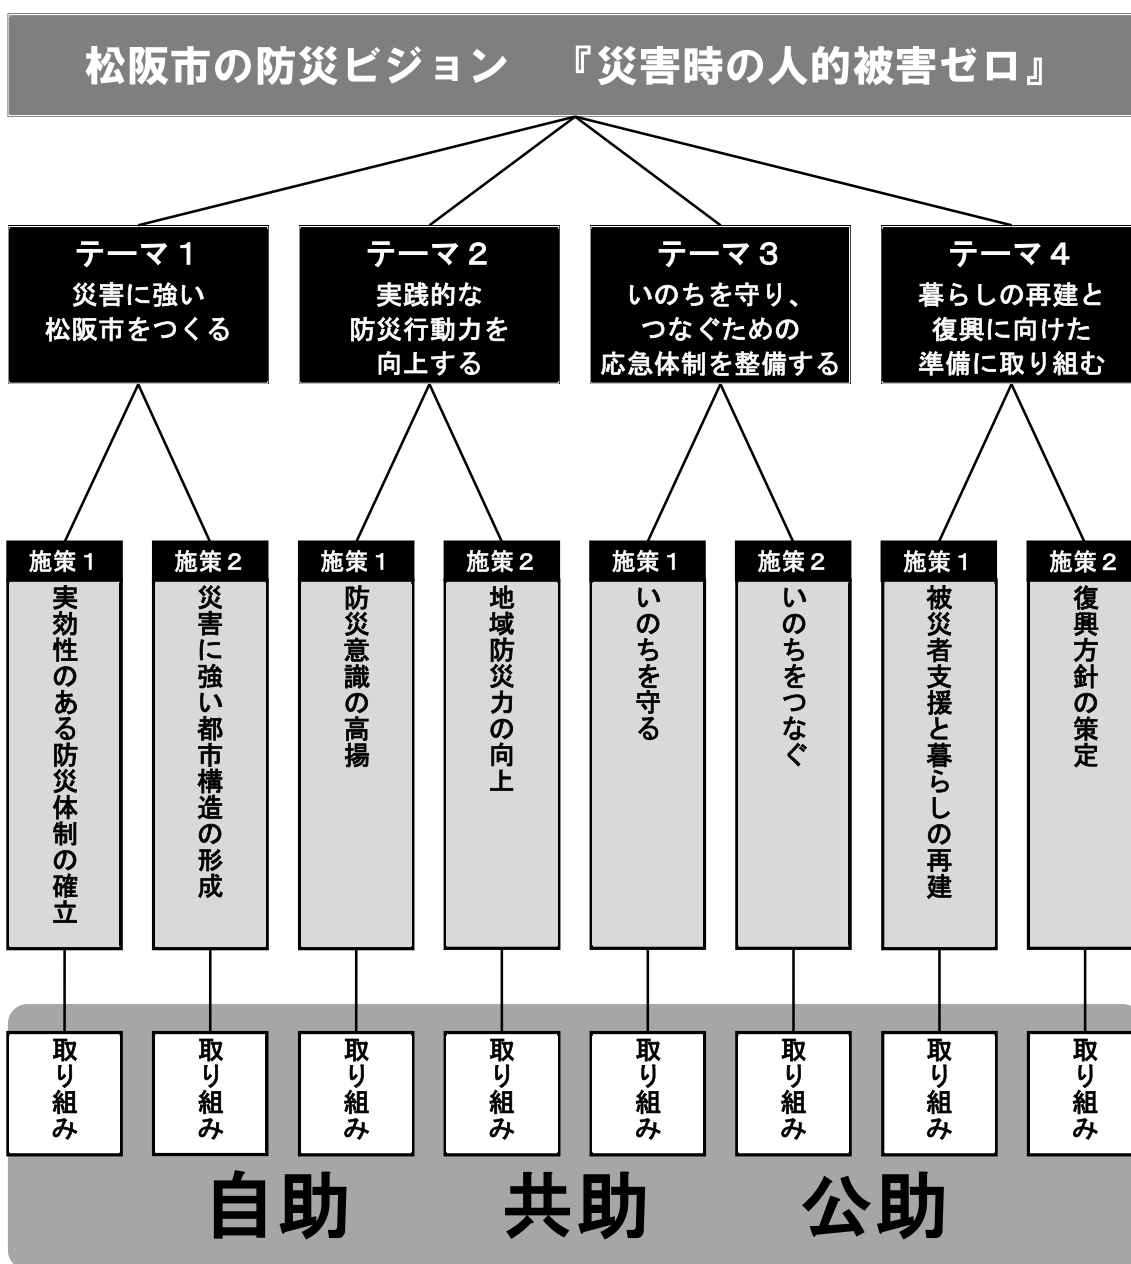 松阪市の防災ビジョン　『災害時の人的被害ゼロ』
テーマ１
災害に強い
松阪市をつくる
テーマ２
実践的な
防災行動力を
向上する
テーマ３
いのちを守り、
つなぐための
応急体制を整備する
テーマ４
暮らしの再建と
復興に向けた
準備に取り組む
施策１
実効性のある防災体制の確立
施策２
災害に強い都市構造の形成
施策１
防災意識の高揚
施策２
地域防災力の向上
施策１
いのちを守る
施策２
いのちをつなぐ
施策１
被災者支援と暮らしの再建
施策２
復興方針の策定
取り組み
取り組み
取り組み
取り組み
取り組み
取り組み
取り組み
取り組み
自助　共助　公助